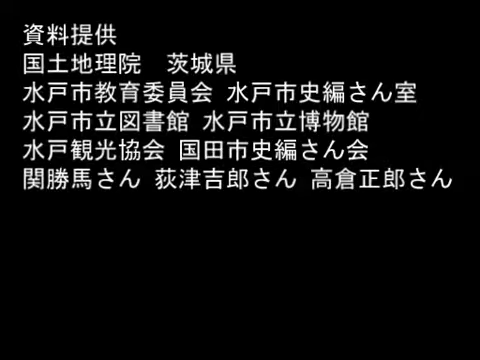 資料提供
国土地理院　茨城県
水戸市教育委員会 水戸市史編さん室
水戸市立図書館 水戸市立博物館
水戸観光協会 国田市史編さん会
関勝馬さん 荻津吉郎さん 高倉正郎さん